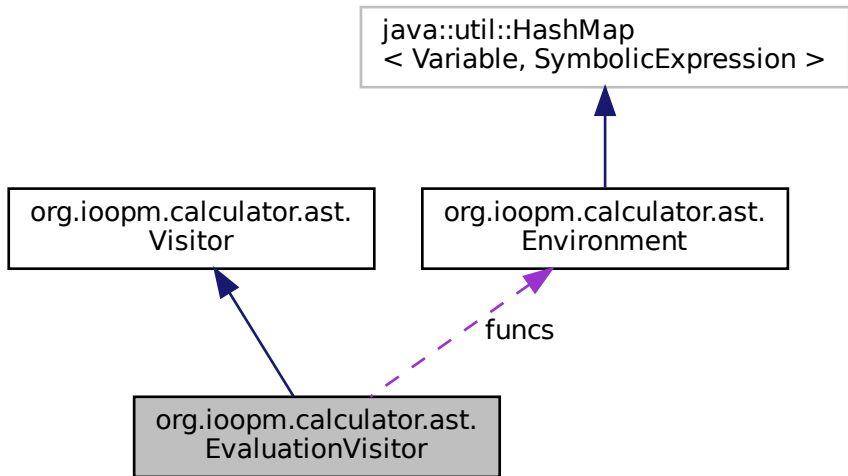 java::util::HashMap
< Variable, SymbolicExpression >
org.ioopm.calculator.ast.
Visitor
org.ioopm.calculator.ast.
Environment
funcs
org.ioopm.calculator.ast.
EvaluationVisitor